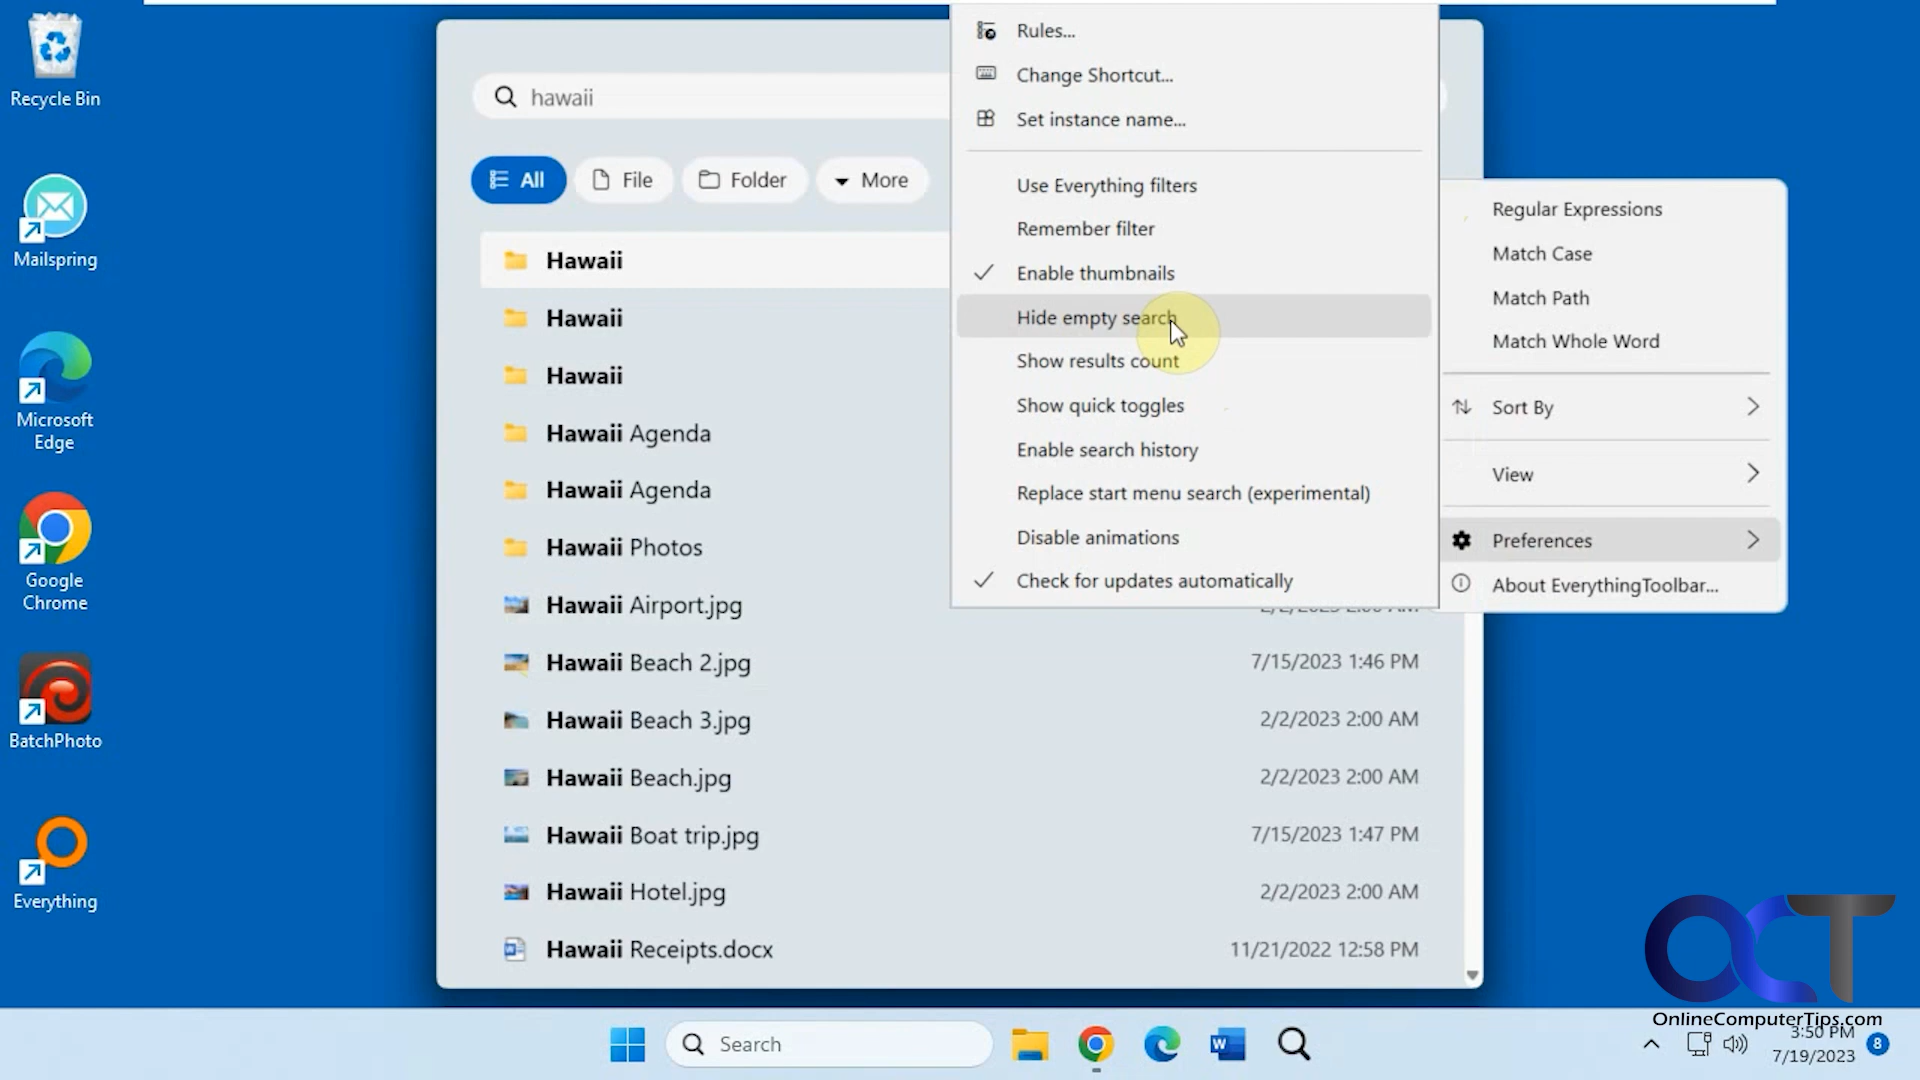 Recycle Bin
Mailspring
Microsoft
Edge
Google
Chrome
BatchPhoto
Everything
hawaii
All
File
Folder
More
Hawaii
Hawaii
Hawaii
Hawaii Agenda
Hawaii Agenda
Hawaii Photos
Hawaii Airport.jpg
Hawaii Beach 2.jpg 7/15/2023 1:46 PM
Hawaii Beach 3.jpg 2/2/2023 2:00 AM
Hawaii Beach.jpg 2/2/2023 2:00 AM
Hawaii Boat trip.jpg 7/15/2023 1:47 PM
Hawaii Hotel.jpg 2/2/2023 2:00 AM
Hawaii Receipts.docx 11/21/2022 12:58 PM
Rules...
Change Shortcut...
Set instance name...
Use Everything filters
Remember filter
Enable thumbnails
Hide empty search
Show results count
Show quick toggles
Enable search history
Replace start menu search (experimental)
Disable animations
Check for updates automatically
Regular Expressions
Match Case
Match Path
Match Whole Word
Sort By
View
Preferences
About EverythingToolbar...
OCT
OnlineComputerTips.com
Search
W
3:50 PM
7/19/2023
8